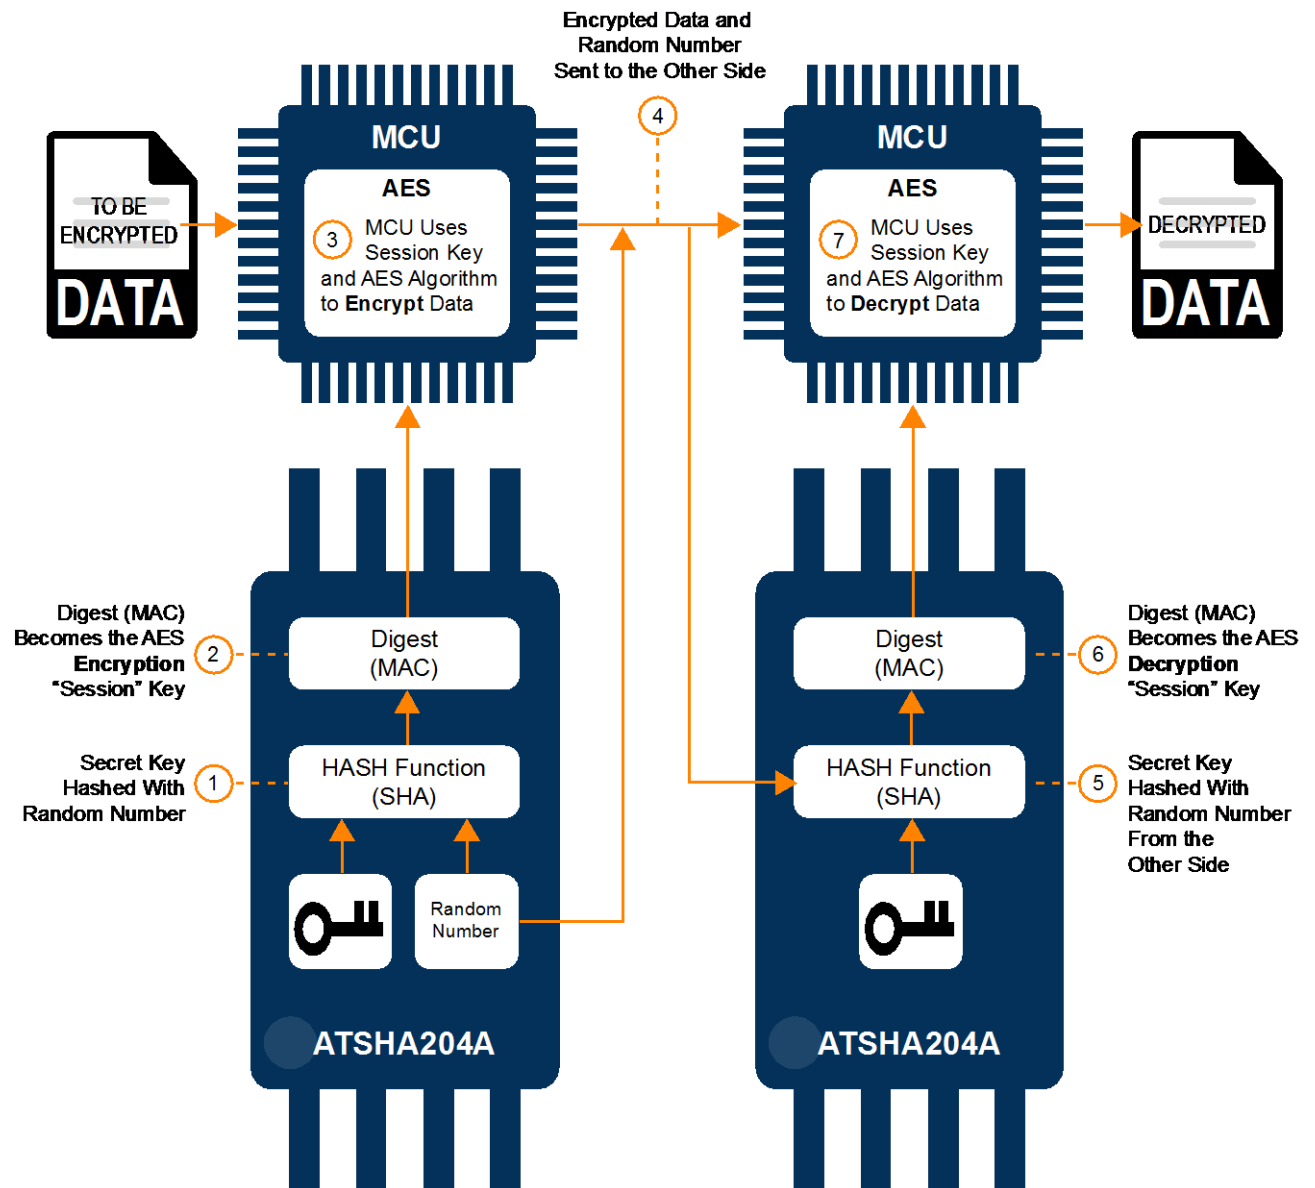 Encrypted Data and
Random Number
Sent to the Other Side
4
MCU
AES
3
MCU Uses
Session Key
and AES Algorithm
to Encrypt Data
MCU
AES
7
MCU Uses
Session Key
and AES Algorithm
to Decrypt Data
TO BE
ENCRYPTED
DATA
DECRYPTED
DATA
Digest (MAC)
Becomes the AES
Encryption
“Session” Key
2
Digest
(MAC)
Digest
(MAC)
6
Digest (MAC)
Becomes the AES
Decryption
“Session” Key
Secret Key
Hashed With
Random Number
1
HASH Function
(SHA)
HASH Function
(SHA)
5
Secret Key
Hashed With
Random Number
From the
Other Side
Random
Number
ATSHA204A
ATSHA204A